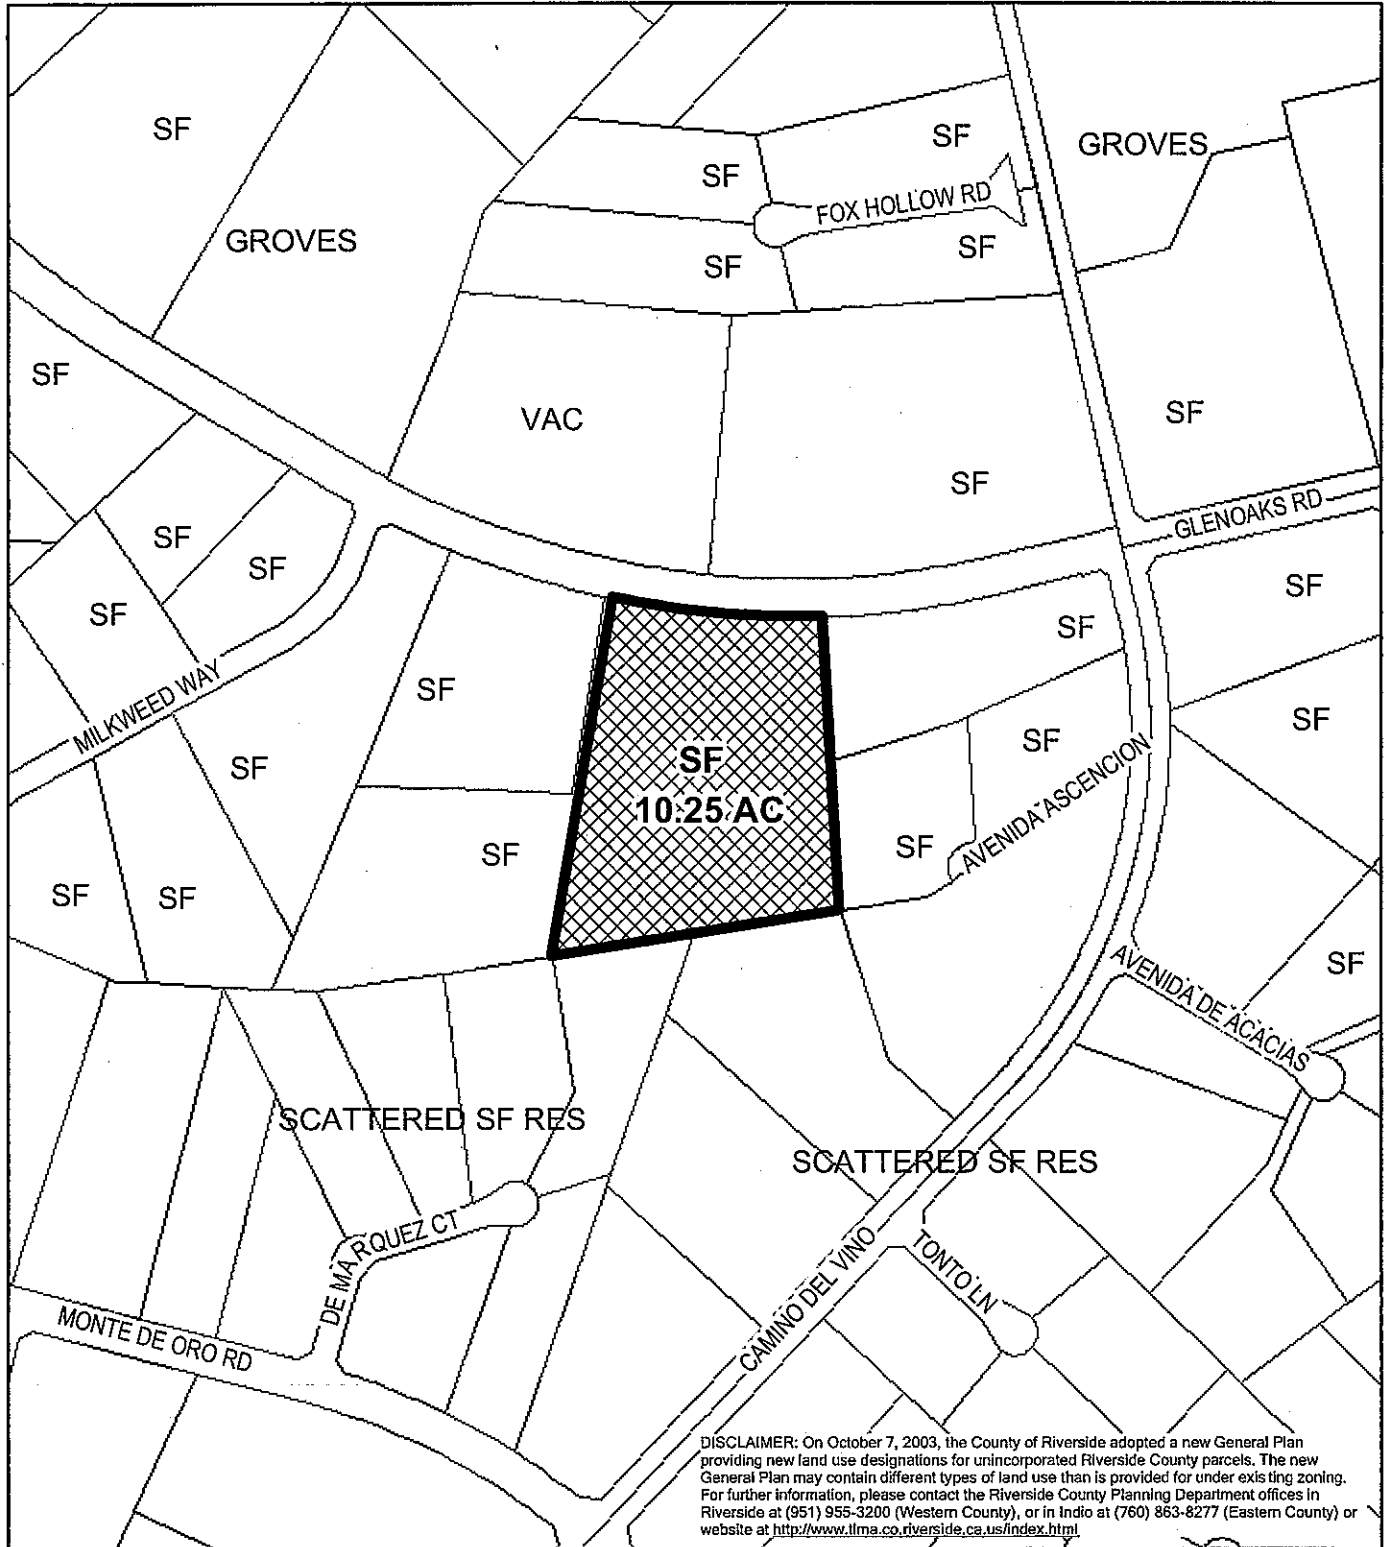 SF
SF
GROVES
SF
FOX HOLLOW RD
GROVES
SF
SF
SF
VAC
SF
SF
GLENOAKS RD
SF
SF
SF
SF
SF
SF
MILKWEED WAY
SF
SF
SF
SF
SF
10.25 AC
AVENIDA ASCENCION
SF
SF
SF
SF
SF
AVENIDA DE ACACIAS
SCATTERED SF RES
SCATTERED SF RES
DE MARQUEZ CT
CAMINO DEL VINO
TONTO LN
MONTE DE ORO RD
DISCLAIMER: On October 7, 2003, the County of Riverside adopted a new General Plan
providing new land use designations for unincorporated Riverside County parcels. The new
General Plan may contain different types of land use than is provided for under existing zoning.
For further information, please contact the Riverside County Planning Department offices in
Riverside at (951) 955-3200 (Western County), or in Indio at (760) 863-8277 (Eastern County) or
website at http://www.tlma.co.riverside.ca.us/index.html